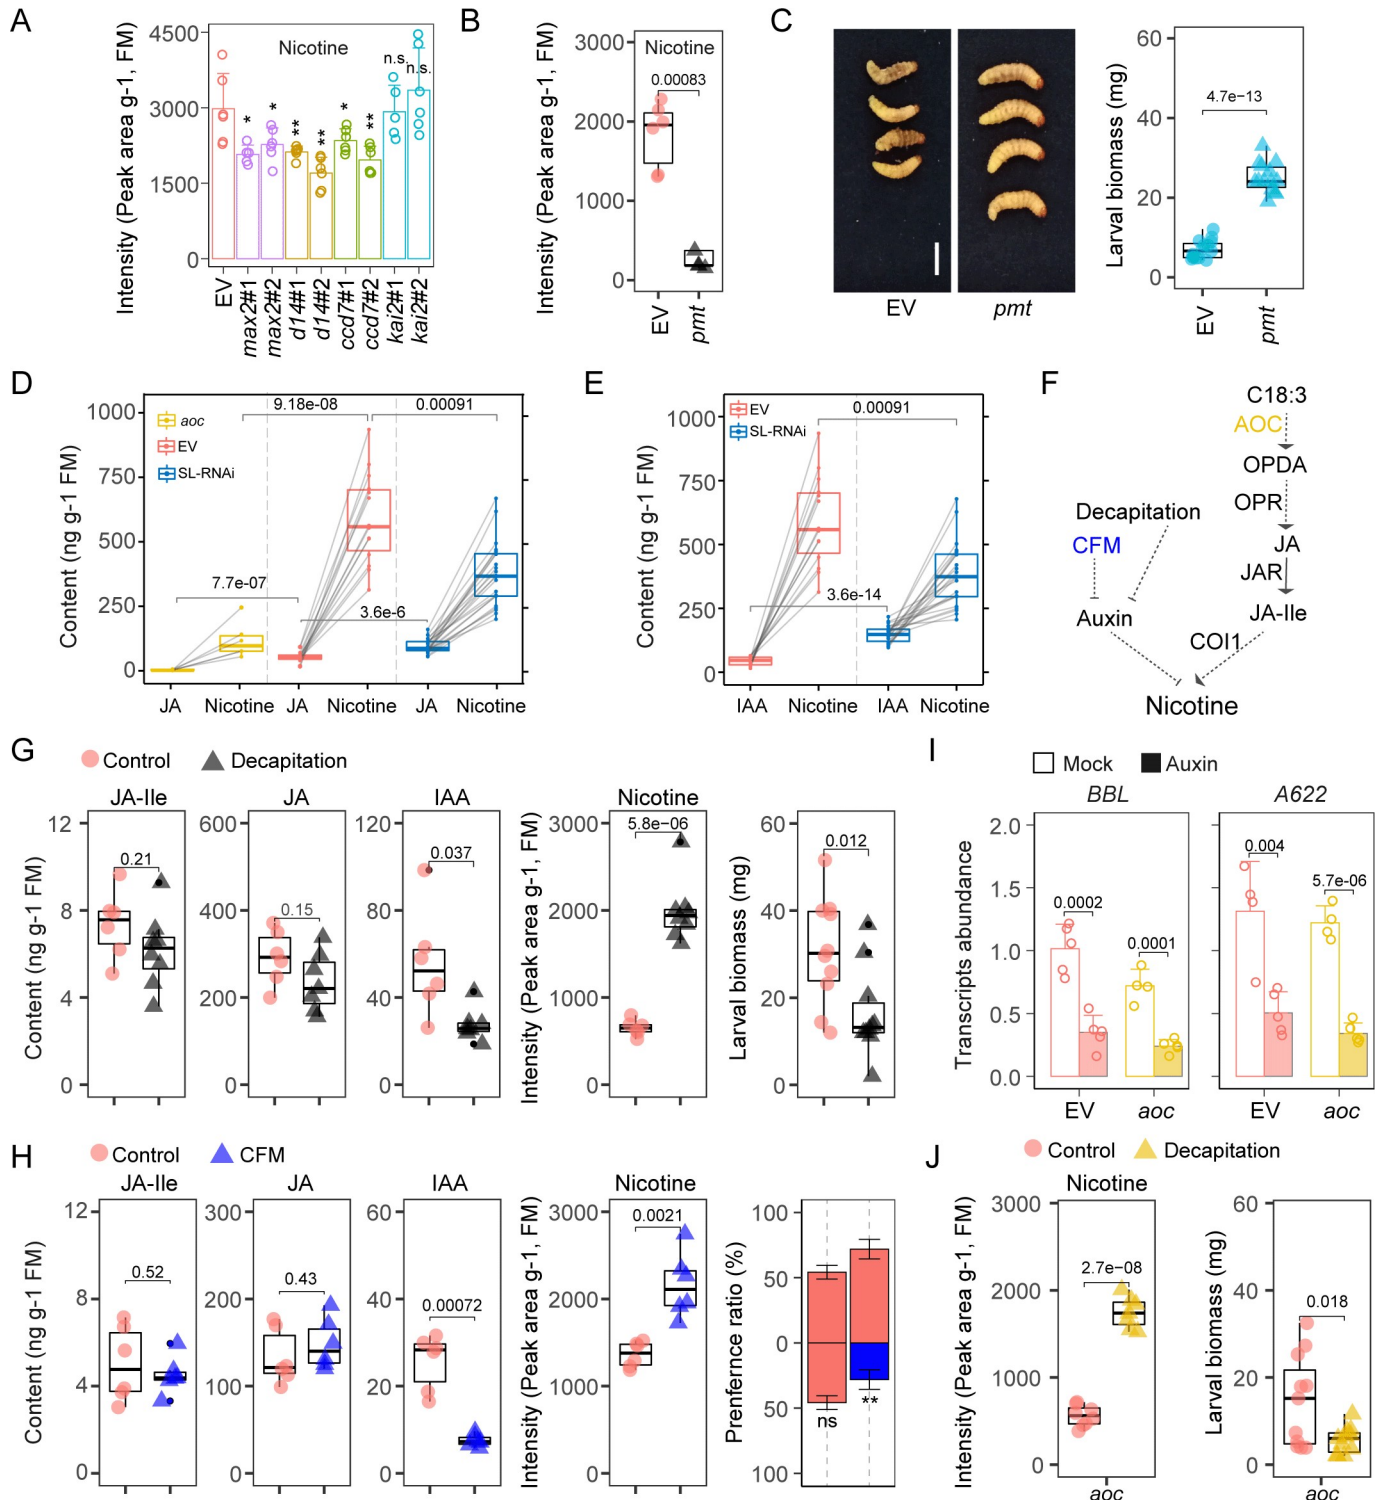 A
Intensity (Peak area g-1, FM)
4500
3000
1500
0
Nicotine
*
*
**
**
*
**
n.s.
n.s.
EV
max2#1
max2#2
d14#1
d14#2
ccd7#1
ccd7#2
kai2#1
kai2#2
B
Intensity (Peak area g-1, FM)
3000
2000
1000
0
Nicotine
0.00083
EV
pmt
C
EV
pmt
Larval biomass (mg)
60
40
20
0
4.7e-13
EV
pmt
D
Content (ng g-1 FM)
1000
750
500
250
0
aoc
EV
SL-RNAi
9.18e-08
0.00091
7.7e-07
3.6e-6
JA
Nicotine
JA
Nicotine
JA
Nicotine
E
Content (ng g-1 FM)
1000
750
500
250
0
EV
SL-RNAi
0.00091
3.6e-14
IAA
Nicotine
IAA
Nicotine
F
C18:3
AOC
OPDA
OPR
Decapitation
CFM
JA
JAR
Auxin
JA-Ile
COI1
Nicotine
G
Control
Decapitation
Content (ng g-1 FM)
JA-Ile
12
8
4
0
0.21
JA
600
400
200
0
0.15
IAA
120
80
40
0
0.037
Intensity (Peak area g-1, FM)
Nicotine
3000
2000
1000
0
5.8e-06
Larval biomass (mg)
60
40
20
0
0.012
I
Mock
Auxin
Transcripts abundance
BBL
A622
2.0
1.5
1.0
0.5
0.0
0.0002
0.0001
0.004
5.7e-06
EV
aoc
EV
aoc
H
Control
CFM
Content (ng g-1 FM)
JA-Ile
12
8
4
0
0.52
JA
300
200
100
0
0.43
IAA
60
40
20
0
0.00072
Intensity (Peak area g-1, FM)
Nicotine
3000
2000
1000
0
0.0021
Prenfernce ratio (%)
100
50
0
50
100
ns
**
J
Control
Decapitation
Intensity (Peak area g-1, FM)
Nicotine
3000
2000
1000
0
2.7e-08
aoc
Larval biomass (mg)
60
40
20
0
0.018
aoc